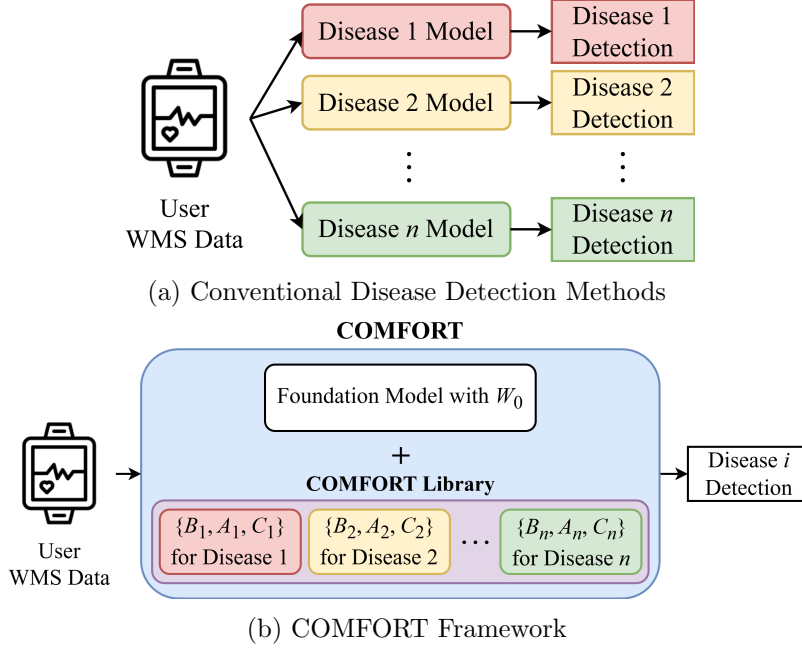 Disease 1 Model
Disease 1
Detection
Disease 2 Model
Disease 2
Detection
⋮
⋮
User
WMS Data
Disease n Model
Disease n
Detection
(a) Conventional Disease Detection Methods
COMFORT
Foundation Model with W₀
+
COMFORT Library
{B₁, A₁, C₁}
for Disease 1
{B₂, A₂, C₂}
for Disease 2
...
{Bₙ, Aₙ, Cₙ}
for Disease n
User
WMS Data
Disease i
Detection
(b) COMFORT Framework